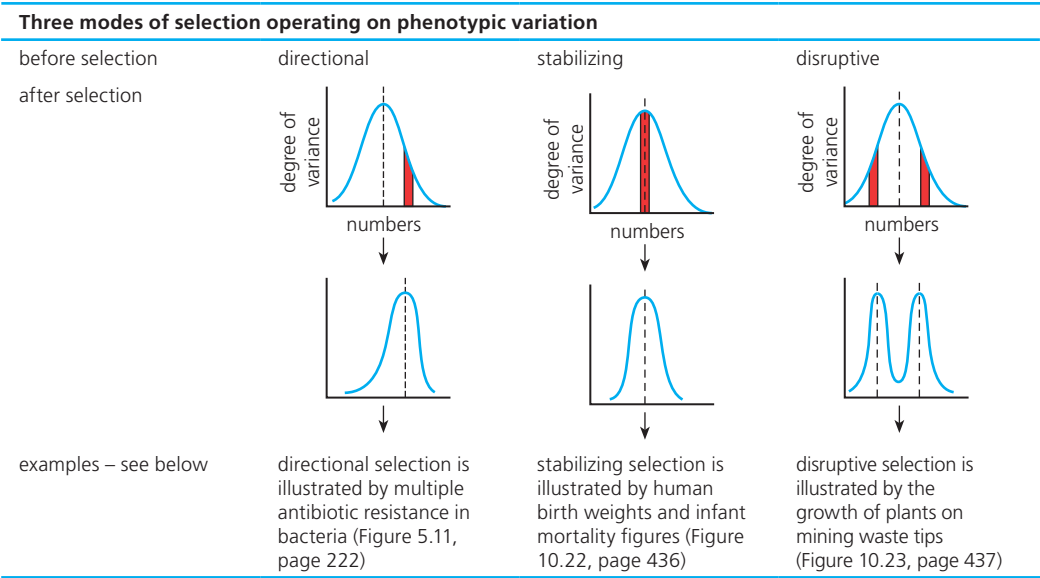 Three modes of selection operating on phenotypic variation
before selection
directional
stabilizing
disruptive
after selection
degree of
variance
numbers
degree of
variance
numbers
degree of
variance
numbers
examples – see below
directional selection is
illustrated by multiple
antibiotic resistance in
bacteria (Figure 5.11,
page 222)
stabilizing selection is
illustrated by human
birth weights and infant
mortality figures (Figure
10.22, page 436)
disruptive selection is
illustrated by the
growth of plants on
mining waste tips
(Figure 10.23, page 437)